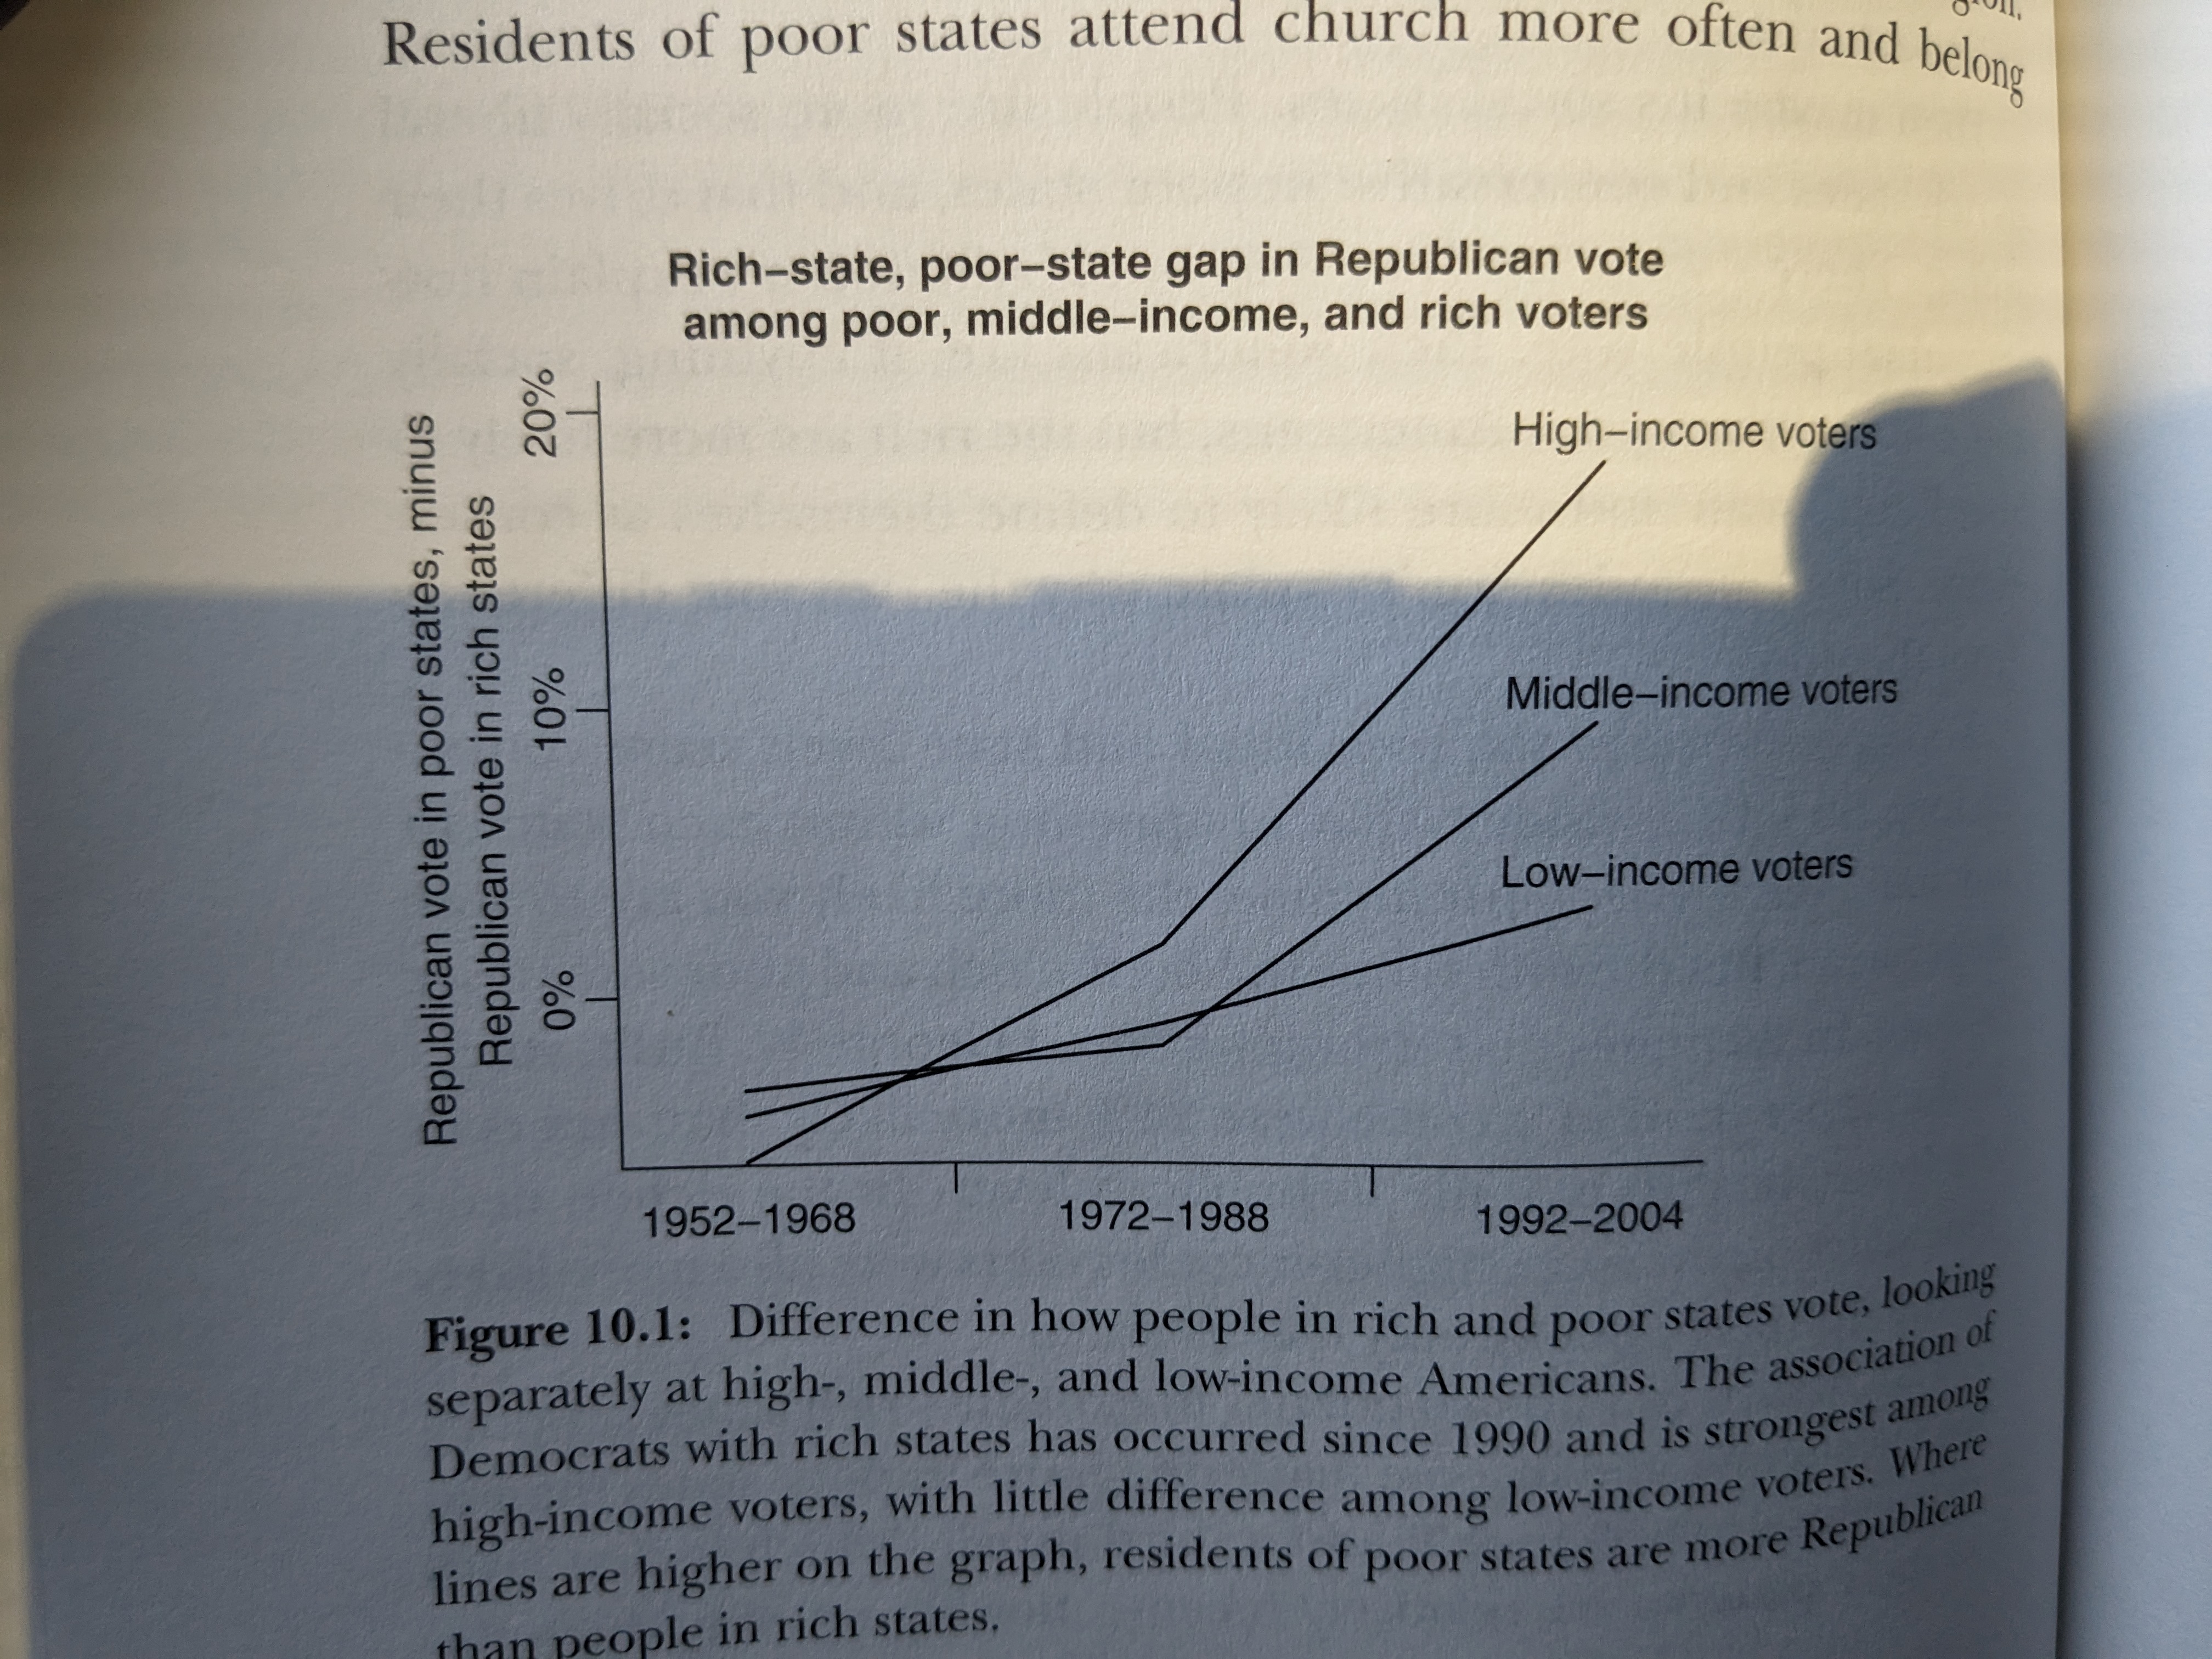 Residents of poor states attend church more often and belong
Rich–state, poor–state gap in Republican vote
among poor, middle–income, and rich voters
Republican vote in poor states, minus
Republican vote in rich states
20%
10%
0%
High–income voters
Middle–income voters
Low–income voters
1952–1968
1972–1988
1992–2004
Figure 10.1: Difference in how people in rich and poor states vote, looking
separately at high-, middle-, and low-income Americans. The association of
Democrats with rich states has occurred since 1990 and is strongest among
high-income voters, with little difference among low-income voters. Where
lines are higher on the graph, residents of poor states are more Republican
than people in rich states.